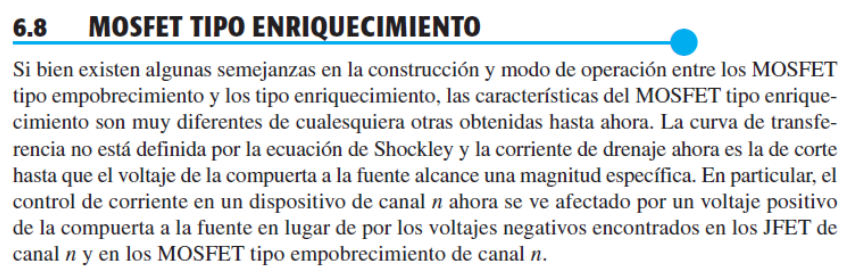 6.8 MOSFET TIPO ENRIQUECIMIENTO
Si bien existen algunas semejanzas en la construcción y modo de operación entre los MOSFET
tipo empobrecimiento y los tipo enriquecimiento, las características del MOSFET tipo enrique-
cimiento son muy diferentes de cualesquiera otras obtenidas hasta ahora. La curva de transfe-
rencia no está definida por la ecuación de Shockley y la corriente de drenaje ahora es la de corte
hasta que el voltaje de la compuerta a la fuente alcance una magnitud específica. En particular, el
control de corriente en un dispositivo de canal n ahora se ve afectado por un voltaje positivo
de la compuerta a la fuente en lugar de por los voltajes negativos encontrados en los JFET de
canal n y en los MOSFET tipo empobrecimiento de canal n.